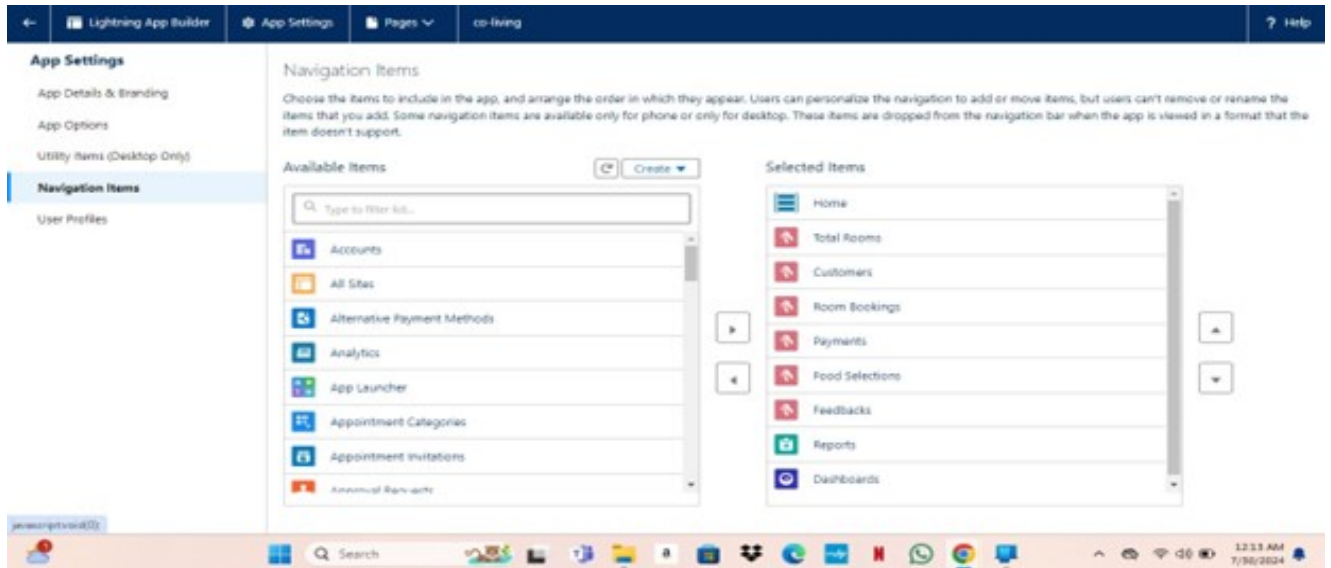 Lightning App Builder App Settings Pages co-living ? Help
App Settings
App Details & Branding
App Options
Utility Items (Desktop Only)
Navigation Items
User Profiles
Navigation Items
Choose the items to include in the app, and arrange the order in which they appear. Users can personalize the navigation to add or move items, but users can't remove or rename the
items that you add. Some navigation items are available only for phone or only for desktop. These items are dropped from the navigation bar when the app is viewed in a format that the
item doesn't support.
Available Items
Create
Type to filter list...
Accounts
All Sites
Alternative Payment Methods
Analytics
App Launcher
Appointment Categories
Appointment Invitations
Approval Requests
Selected Items
Home
Total Rooms
Customers
Room Bookings
Payments
Food Selections
Feedbacks
Reports
Dashboards
javascript:void(0);
Search
12:13 AM
7/30/2024